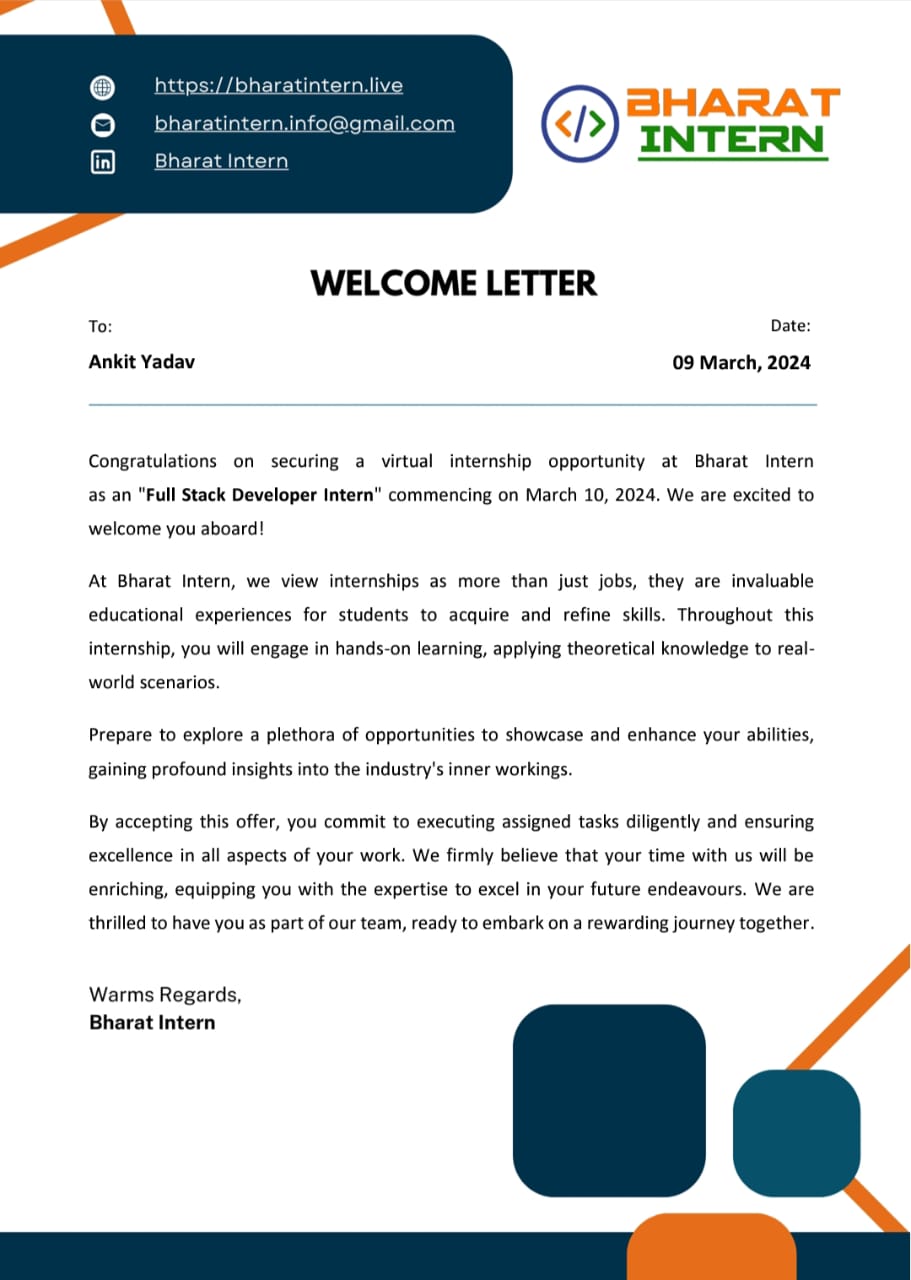 https://bharatintern.live
bharatintern.info@gmail.com
Bharat Intern
BHARAT
INTERN
WELCOME LETTER
To:
Date:
Ankit Yadav
09 March, 2024
Congratulations on securing a virtual internship opportunity at Bharat Intern
as an "Full Stack Developer Intern" commencing on March 10, 2024. We are excited to
welcome you aboard!
At Bharat Intern, we view internships as more than just jobs, they are invaluable
educational experiences for students to acquire and refine skills. Throughout this
internship, you will engage in hands-on learning, applying theoretical knowledge to real-
world scenarios.
Prepare to explore a plethora of opportunities to showcase and enhance your abilities,
gaining profound insights into the industry's inner workings.
By accepting this offer, you commit to executing assigned tasks diligently and ensuring
excellence in all aspects of your work. We firmly believe that your time with us will be
enriching, equipping you with the expertise to excel in your future endeavours. We are
thrilled to have you as part of our team, ready to embark on a rewarding journey together.
Warms Regards,
Bharat Intern